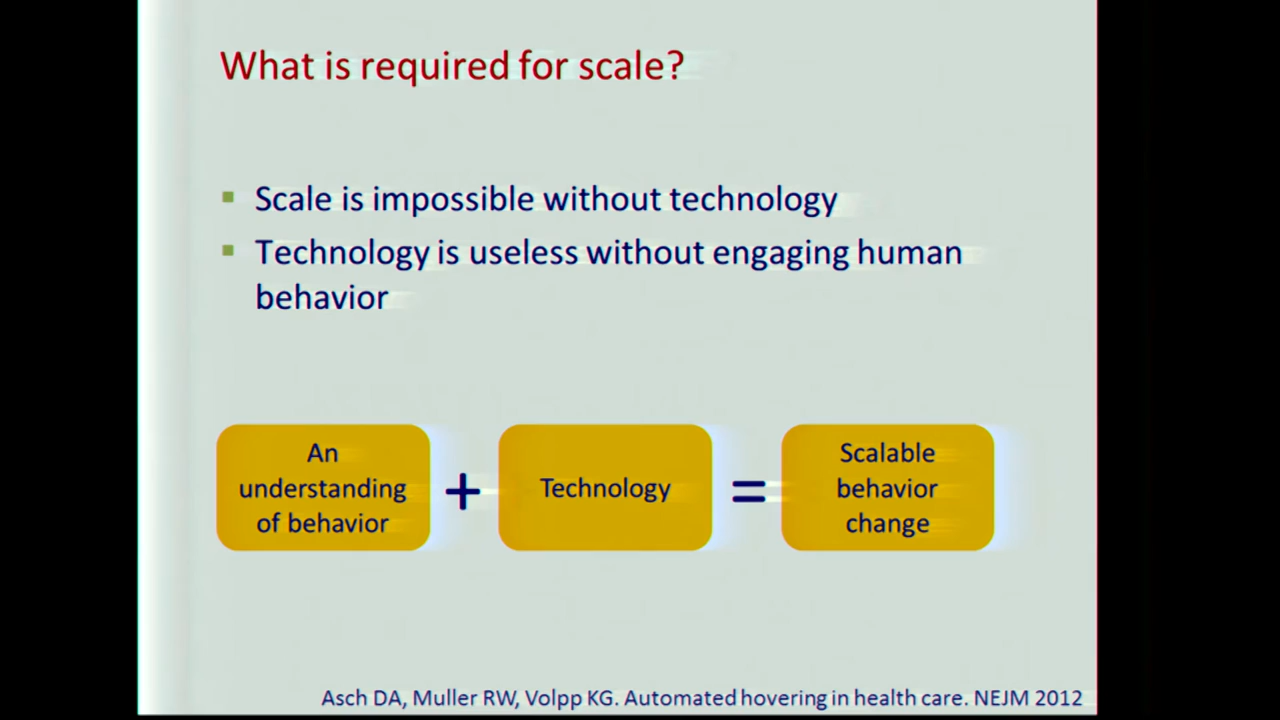 What is required for scale?
Scale is impossible without technology
Technology is useless without engaging human
behavior
An
understanding
of behavior
+
Technology
=
Scalable
behavior
change
Asch DA, Muller RW, Volpp KG. Automated hovering in health care. NEJM 2012